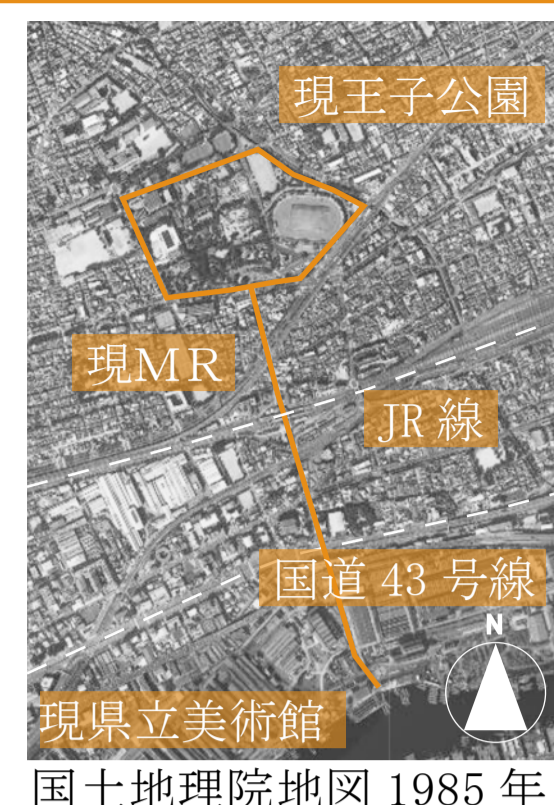 現王子公園
現MR
JR 線
国道 43 号線
N
現県立美術館
国土地理院地図 1985 年